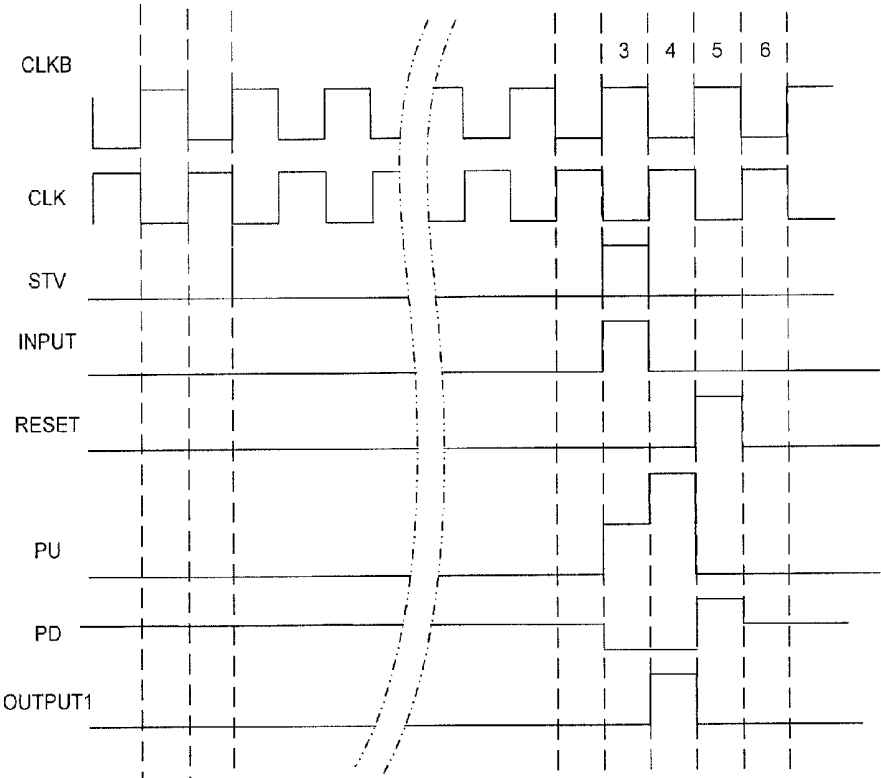 3 4 5 6
CLKB
CLK
STV
INPUT
RESET
PU
PD
OUTPUT1